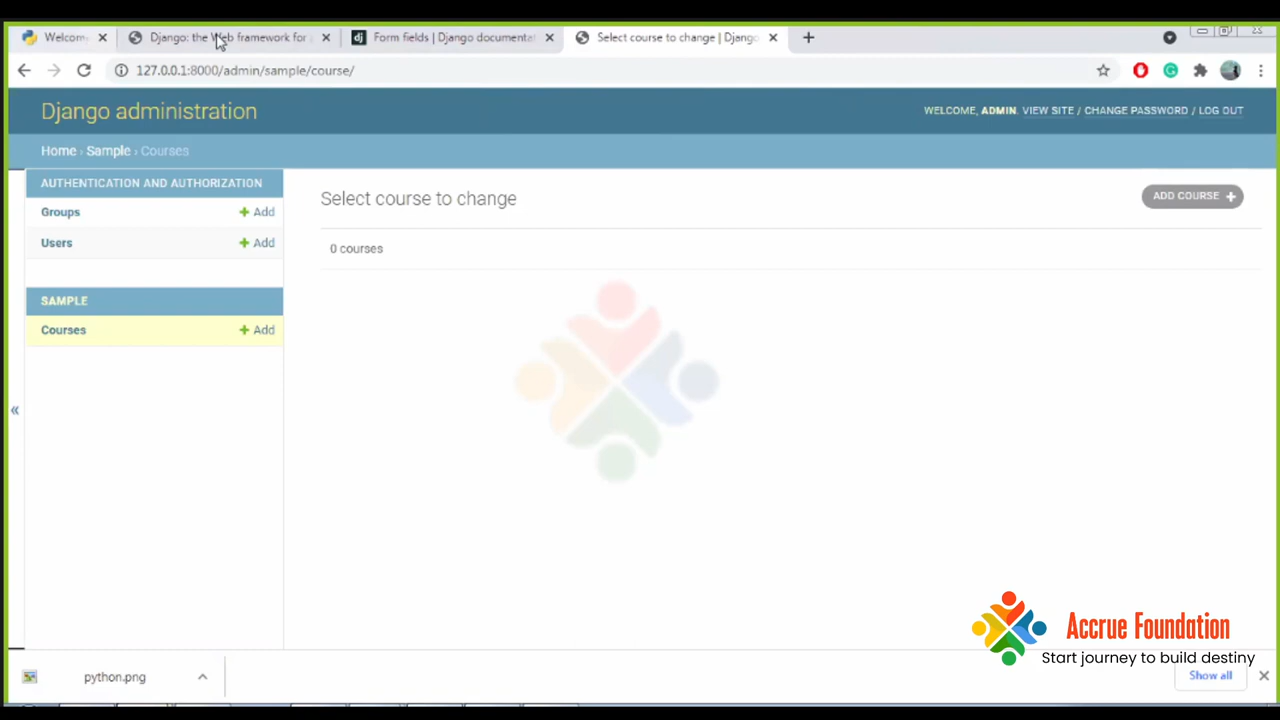 Welcom
Django: the Web framework for
Form fields | Django documentat
Select course to change | Django
127.0.0.1:8000/admin/sample/course/
Django administration
WELCOME, ADMIN. VIEW SITE / CHANGE PASSWORD / LOG OUT
Home › Sample › Courses
AUTHENTICATION AND AUTHORIZATION
Groups + Add
Users + Add
SAMPLE
Courses + Add
«
Select course to change
ADD COURSE +
0 courses
Accrue Foundation
Start journey to build destiny
python.png
Show all